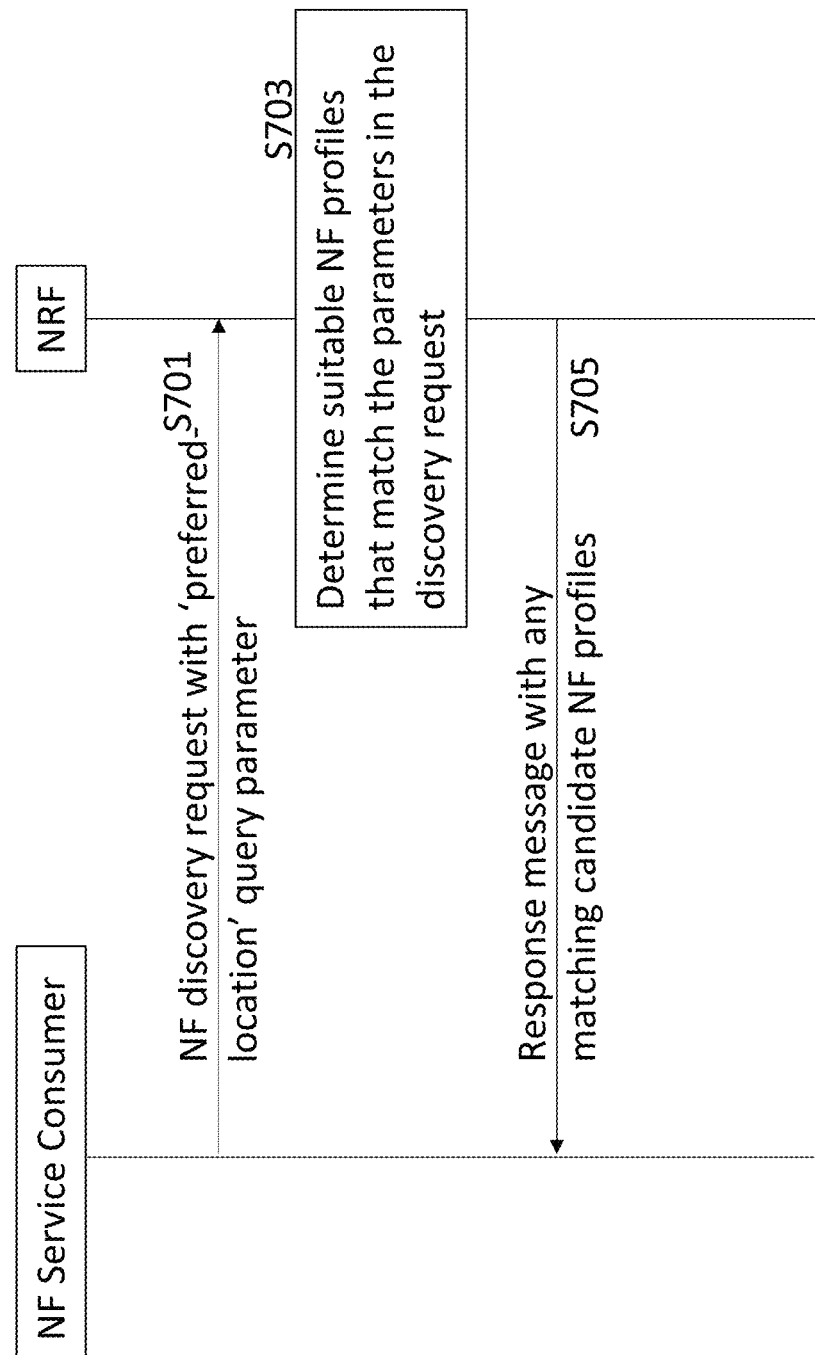 NF Service Consumer
NRF
NF discovery request with ‘preferred-
location’ query parameter
S701
S703
Determine suitable NF profiles
that match the parameters in the
discovery request
Response message with any
matching candidate NF profiles
S705